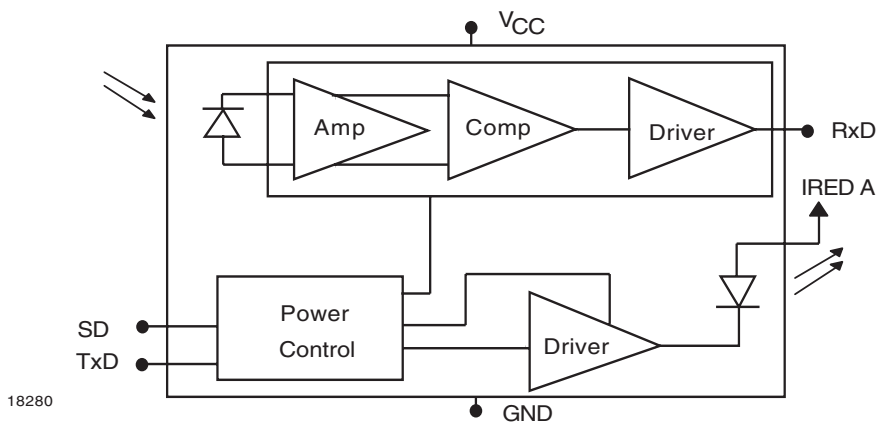 VCC
Amp
Comp
Driver
RxD
IRED A
Power
Control
Driver
SD
TxD
18280
GND